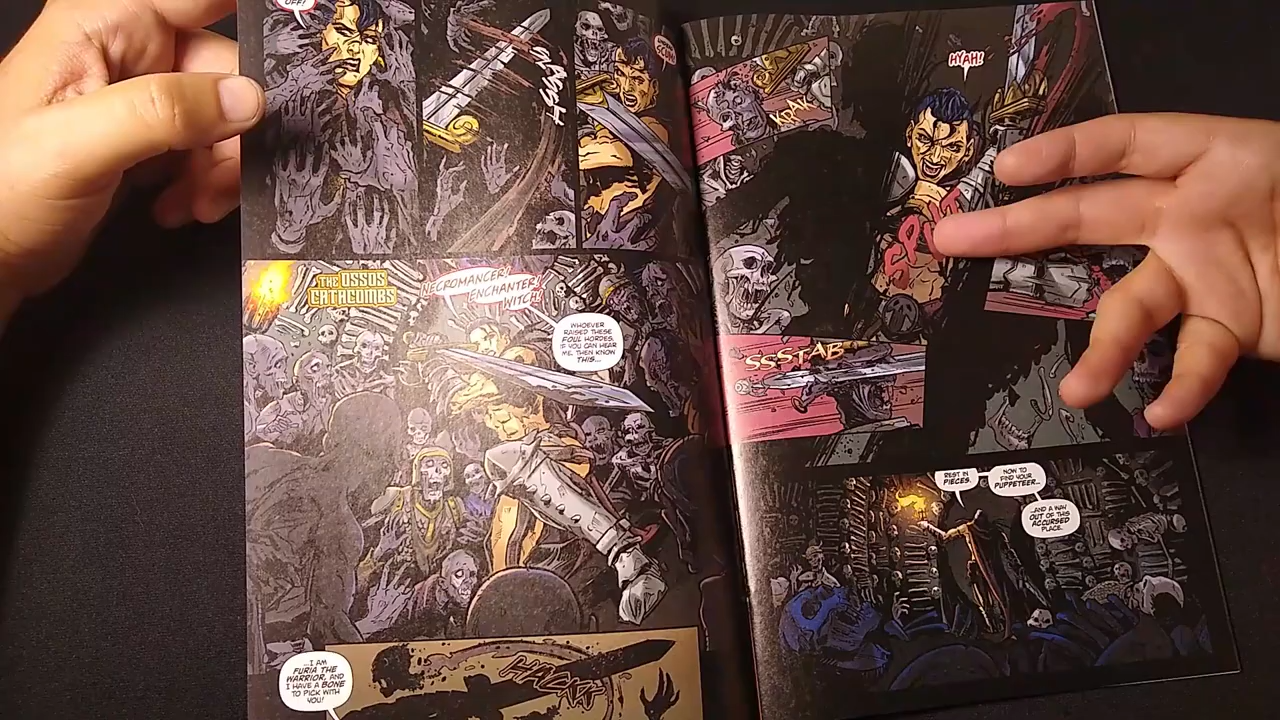 OFF!
SLASH
THE OSSOS
CATACOMBS
NECROMANCER!
ENCHANTER!
WITCH!
WHOEVER
RAISED THESE
FOUL HORDES,
IF YOU CAN HEAR
ME, THEN KNOW
THIS...
...I AM
FURIA THE
WARRIOR, AND
I HAVE A BONE
TO PICK WITH
YOU!
HACKK
KRAK
HYAH!
SSSTAB
REST IN
PIECES.
NOW TO
FIND YOUR
PUPPETEER...
...AND A WAY
OUT OF THIS
ACCURSED
PLACE.